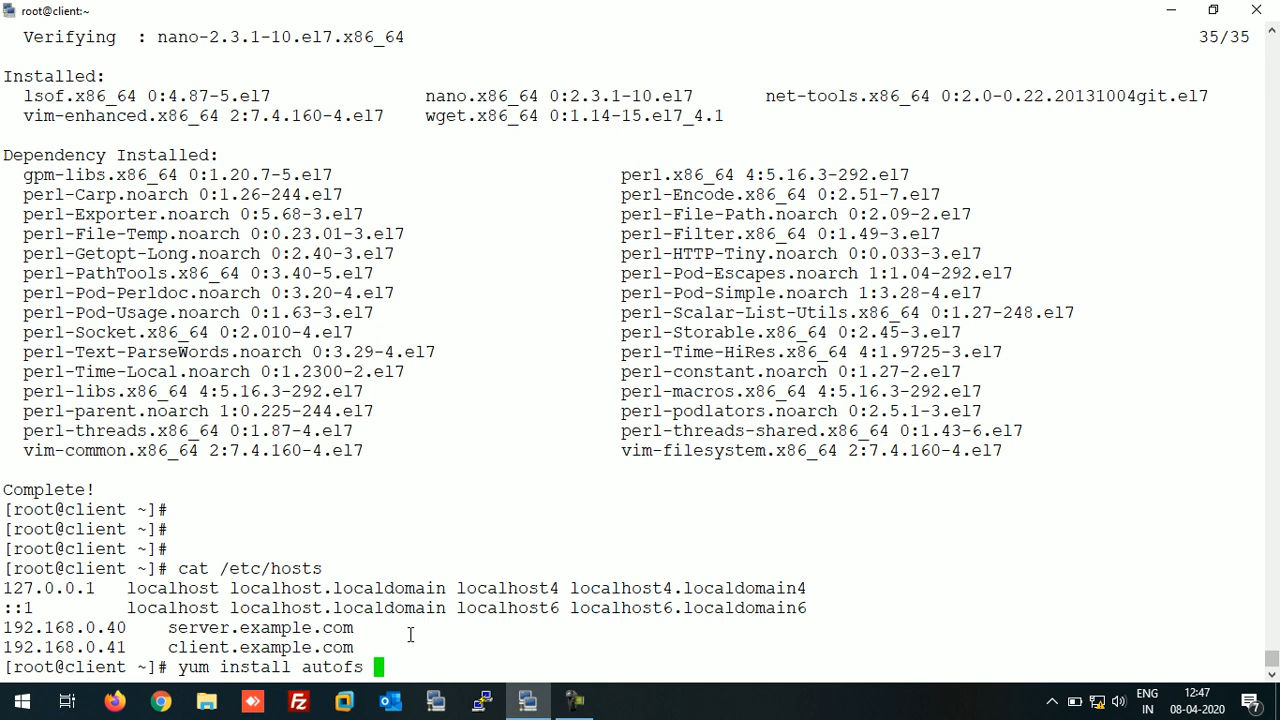 root@client:~
Verifying  : nano-2.3.1-10.el7.x86_64                    35/35
Installed:
lsof.x86_64 0:4.87-5.el7    nano.x86_64 0:2.3.1-10.el7    net-tools.x86_64 0:2.0-0.22.20131004git.el7
vim-enhanced.x86_64 2:7.4.160-4.el7    wget.x86_64 0:1.14-15.el7_4.1
Dependency Installed:
gpm-libs.x86_64 0:1.20.7-5.el7    perl.x86_64 4:5.16.3-292.el7
perl-Carp.noarch 0:1.26-244.el7    perl-Encode.x86_64 0:2.51-7.el7
perl-Exporter.noarch 0:5.68-3.el7    perl-File-Path.noarch 0:2.09-2.el7
perl-File-Temp.noarch 0:0.23.01-3.el7    perl-Filter.x86_64 0:1.49-3.el7
perl-Getopt-Long.noarch 0:2.40-3.el7    perl-HTTP-Tiny.noarch 0:0.033-3.el7
perl-PathTools.x86_64 0:3.40-5.el7    perl-Pod-Escapes.noarch 1:1.04-292.el7
perl-Pod-Perldoc.noarch 0:3.20-4.el7    perl-Pod-Simple.noarch 1:3.28-4.el7
perl-Pod-Usage.noarch 0:1.63-3.el7    perl-Scalar-List-Utils.x86_64 0:1.27-248.el7
perl-Socket.x86_64 0:2.010-4.el7    perl-Storable.x86_64 0:2.45-3.el7
perl-Text-ParseWords.noarch 0:3.29-4.el7    perl-Time-HiRes.x86_64 4:1.9725-3.el7
perl-Time-Local.noarch 0:1.2300-2.el7    perl-constant.noarch 0:1.27-2.el7
perl-libs.x86_64 4:5.16.3-292.el7    perl-macros.x86_64 4:5.16.3-292.el7
perl-parent.noarch 1:0.225-244.el7    perl-podlators.noarch 0:2.5.1-3.el7
perl-threads.x86_64 0:1.87-4.el7    perl-threads-shared.x86_64 0:1.43-6.el7
vim-common.x86_64 2:7.4.160-4.el7    vim-filesystem.x86_64 2:7.4.160-4.el7
Complete!
[root@client ~]#
[root@client ~]#
[root@client ~]#
[root@client ~]# cat /etc/hosts
127.0.0.1   localhost localhost.localdomain localhost4 localhost4.localdomain4
::1         localhost localhost.localdomain localhost6 localhost6.localdomain6
192.168.0.40    server.example.com
192.168.0.41    client.example.com
[root@client ~]# yum install autofs
ENG 12:47
IN 08-04-2020 7